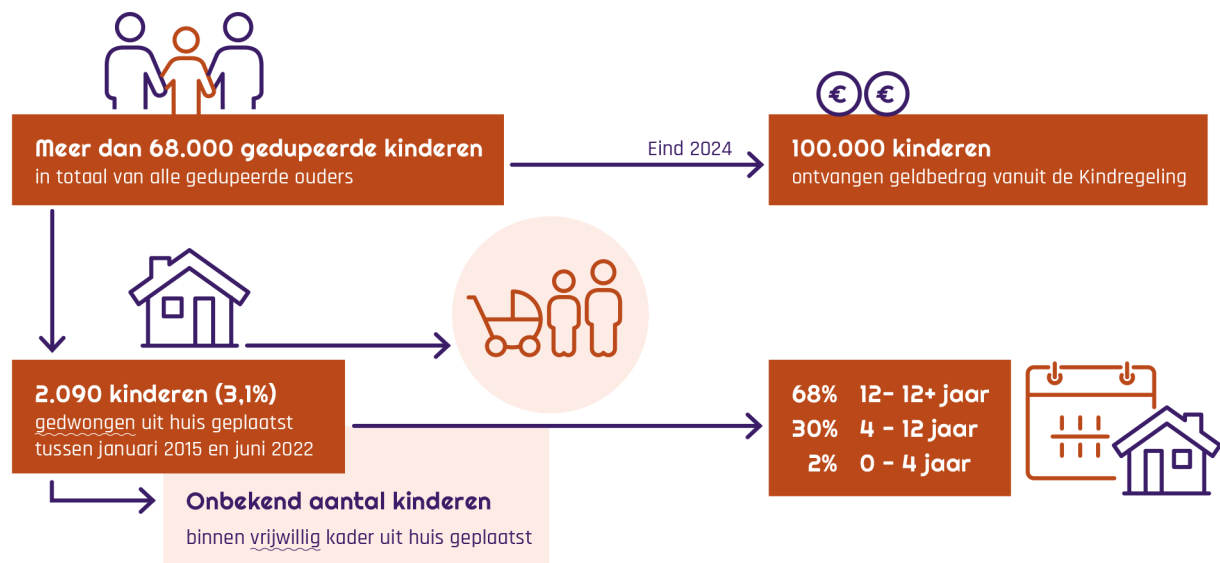 Meer dan 68.000 gedupeerde kinderen
in totaal van alle gedupeerde ouders
Eind 2024
€ €
100.000 kinderen
ontvangen geldbedrag vanuit de Kindregeling
2.090 kinderen (3,1%)
gedwongen uit huis geplaatst
tussen januari 2015 en juni 2022
68% 12- 12+ jaar
30% 4 - 12 jaar
2% 0 - 4 jaar
Onbekend aantal kinderen
binnen vrijwillig kader uit huis geplaatst